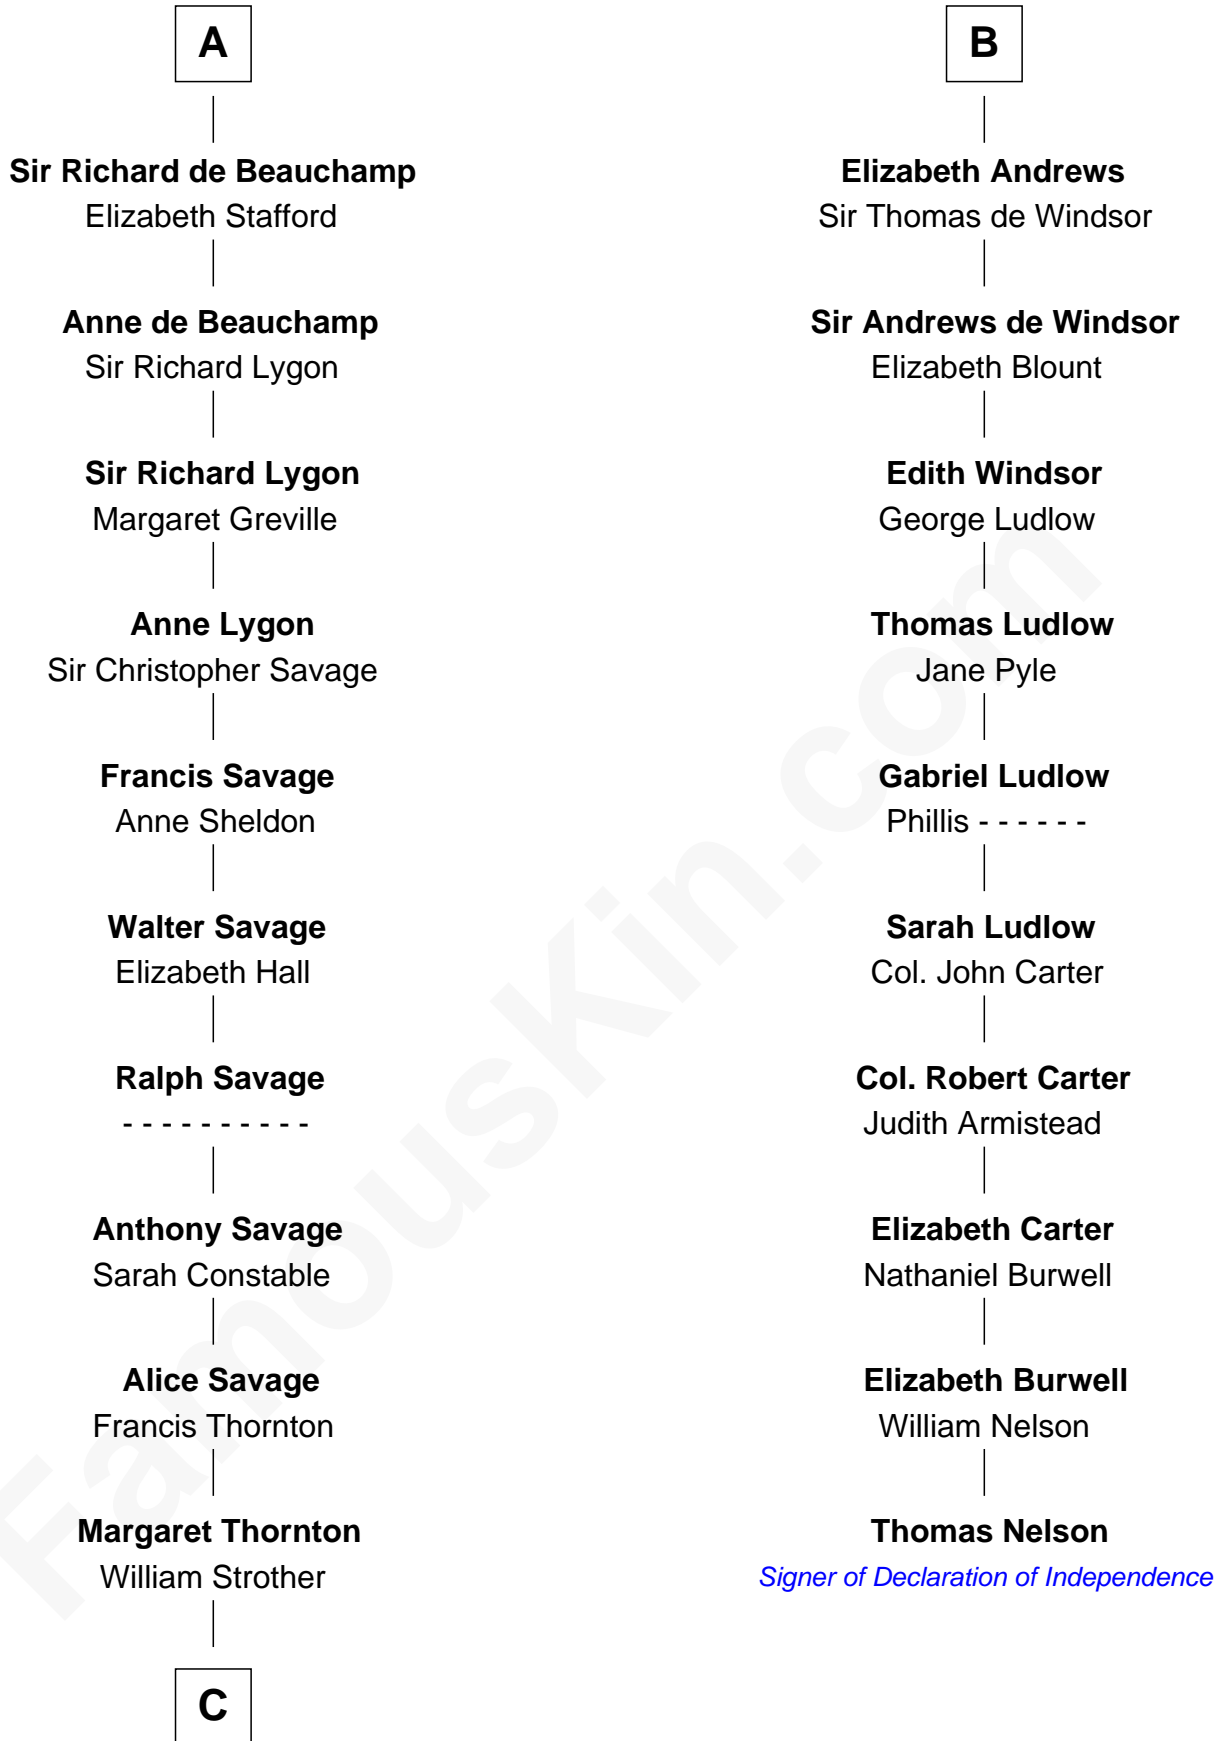 A
Sir Richard de Beauchamp
Elizabeth Stafford
Anne de Beauchamp
Sir Richard Lygon
Sir Richard Lygon
Margaret Greville
Anne Lygon
Sir Christopher Savage
Francis Savage
Anne Sheldon
Walter Savage
Elizabeth Hall
Ralph Savage
- - - - - - - - - -
Anthony Savage
Sarah Constable
Alice Savage
Francis Thornton
Margaret Thornton
William Strother
C
B
Elizabeth Andrews
Sir Thomas de Windsor
Sir Andrews de Windsor
Elizabeth Blount
Edith Windsor
George Ludlow
Thomas Ludlow
Jane Pyle
Gabriel Ludlow
Phillis - - - - - -
Sarah Ludlow
Col. John Carter
Col. Robert Carter
Judith Armistead
Elizabeth Carter
Nathaniel Burwell
Elizabeth Burwell
William Nelson
Thomas Nelson
Signer of Declaration of Independence
FamousKin.com